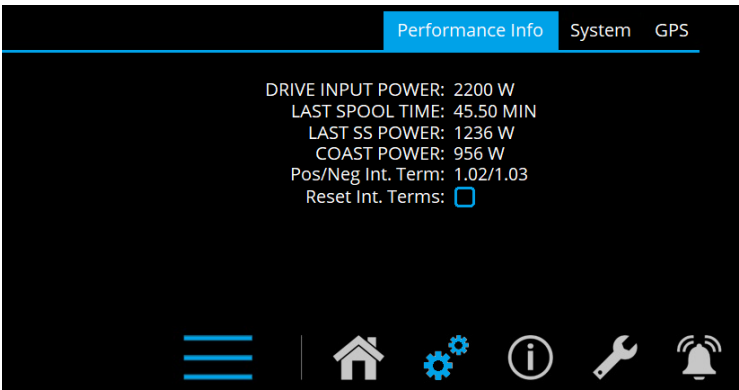 Performance Info System GPS
DRIVE INPUT POWER: 2200 W
LAST SPOOL TIME: 45.50 MIN
LAST SS POWER: 1236 W
COAST POWER: 956 W
Pos/Neg Int. Term: 1.02/1.03
Reset Int. Terms: